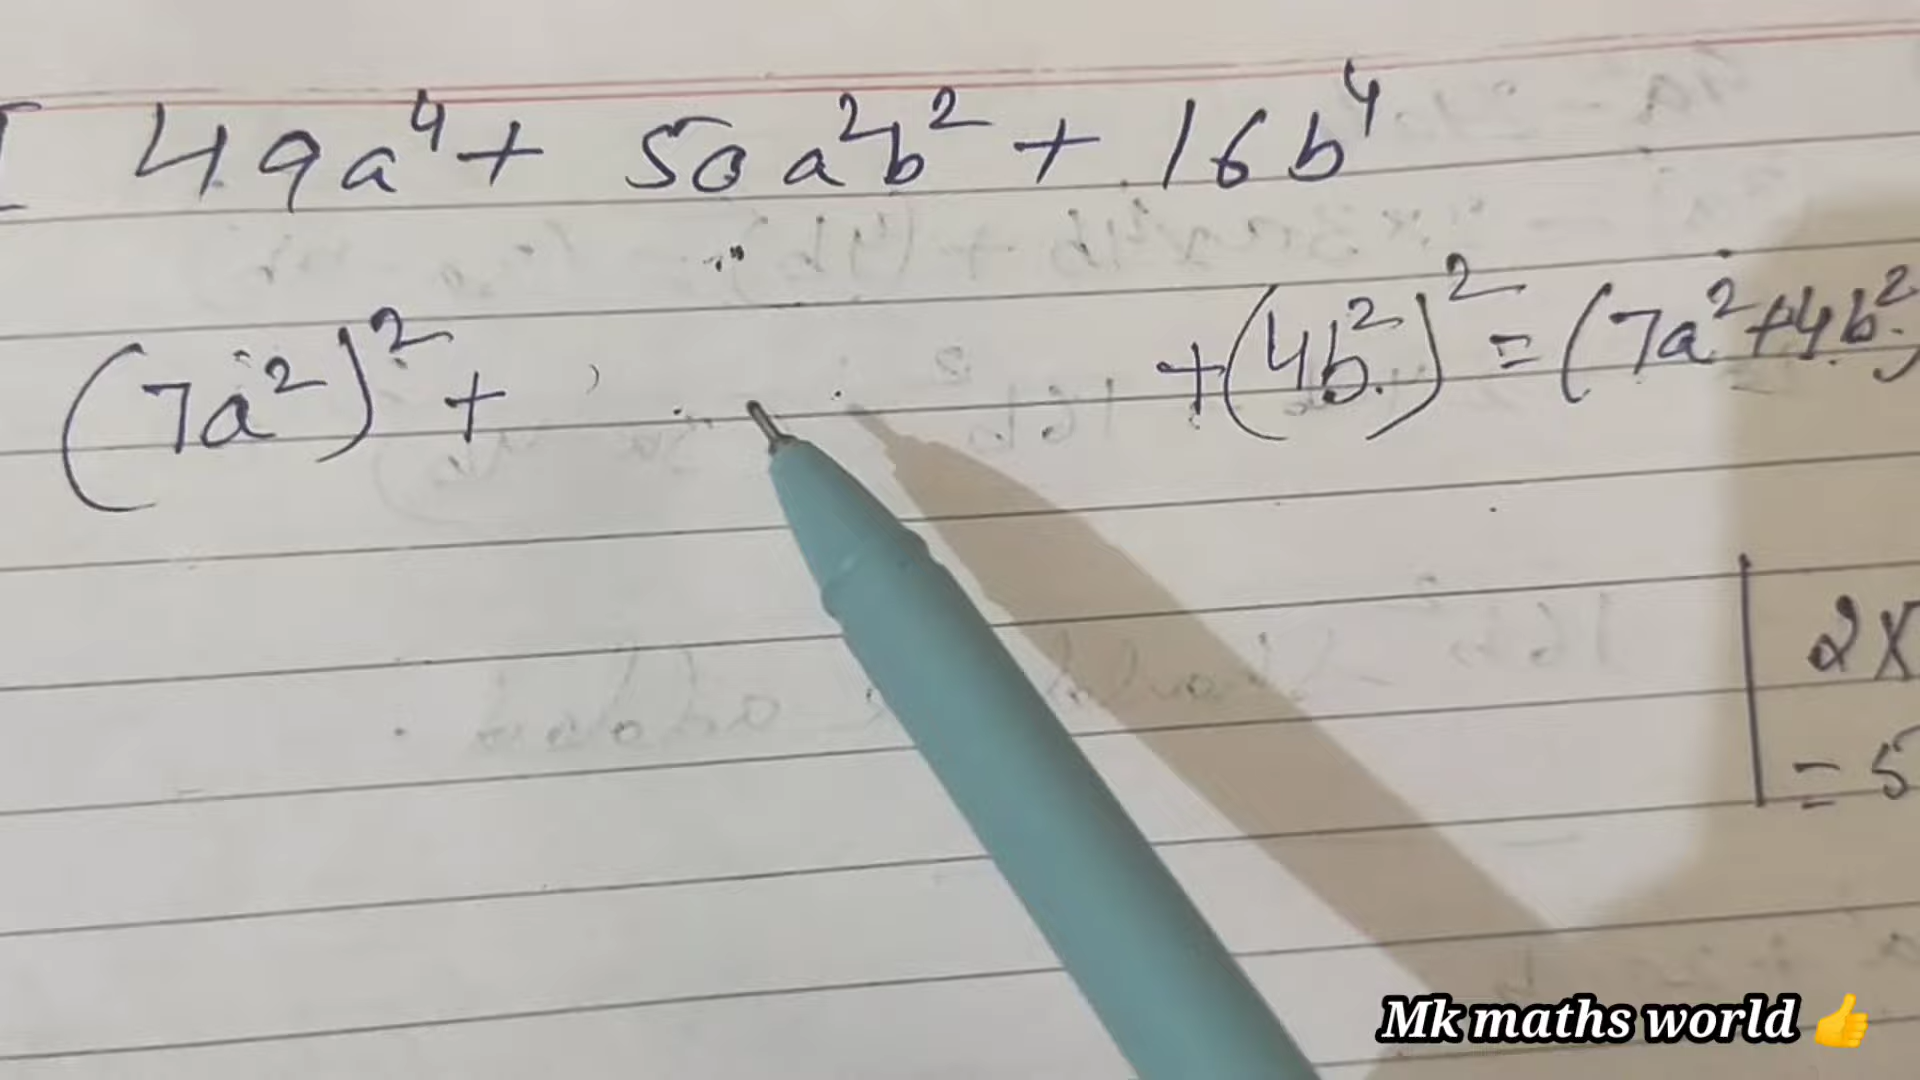 49a⁴ + 50a²b² + 16b⁴
(7a²)² + + (4b²)² = (7a² + 4b²)
2x
= 5
Mk maths world 👍